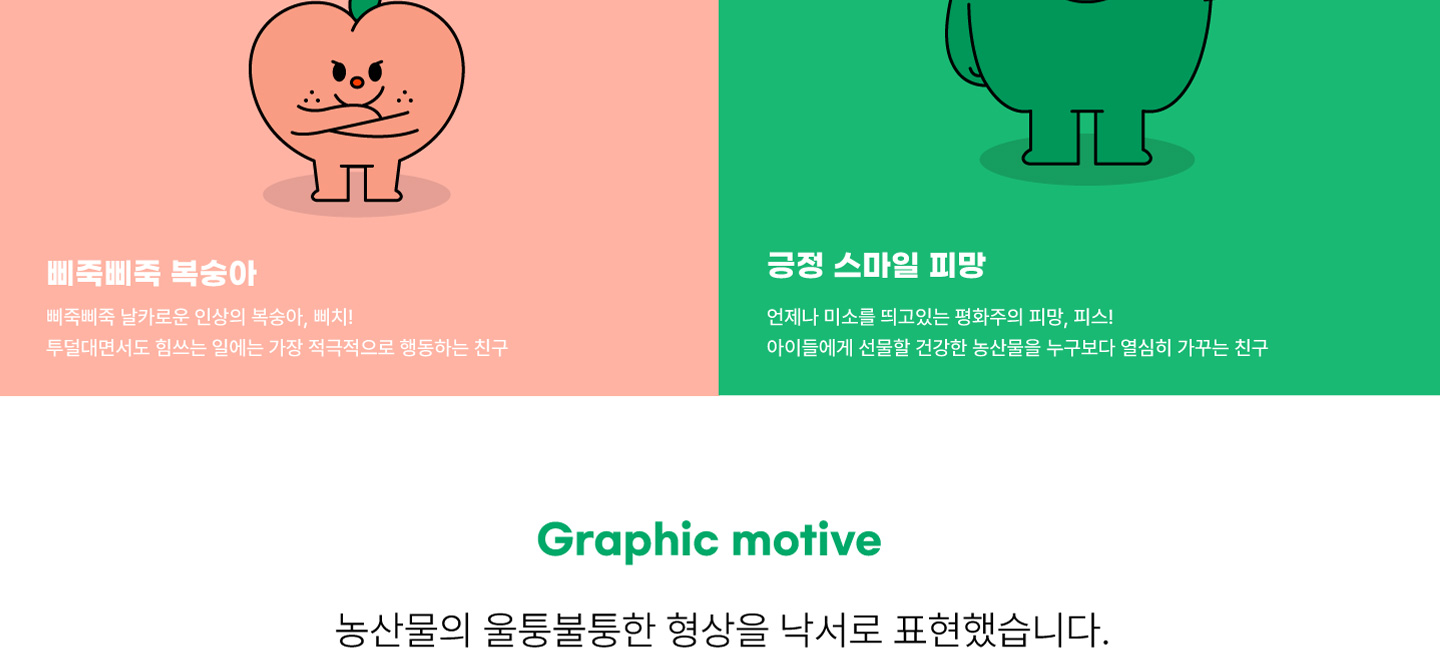 삐죽삐죽 복숭아
삐죽삐죽 날카로운 인상의 복숭아, 삐치!
투덜대면서도 힘쓰는 일에는 가장 적극적으로 행동하는 친구
긍정 스마일 피망
언제나 미소를 띄고있는 평화주의 피망, 피스!
아이들에게 선물할 건강한 농산물을 누구보다 열심히 가꾸는 친구
Graphic motive
농산물의 울퉁불퉁한 형상을 낙서로 표현했습니다.